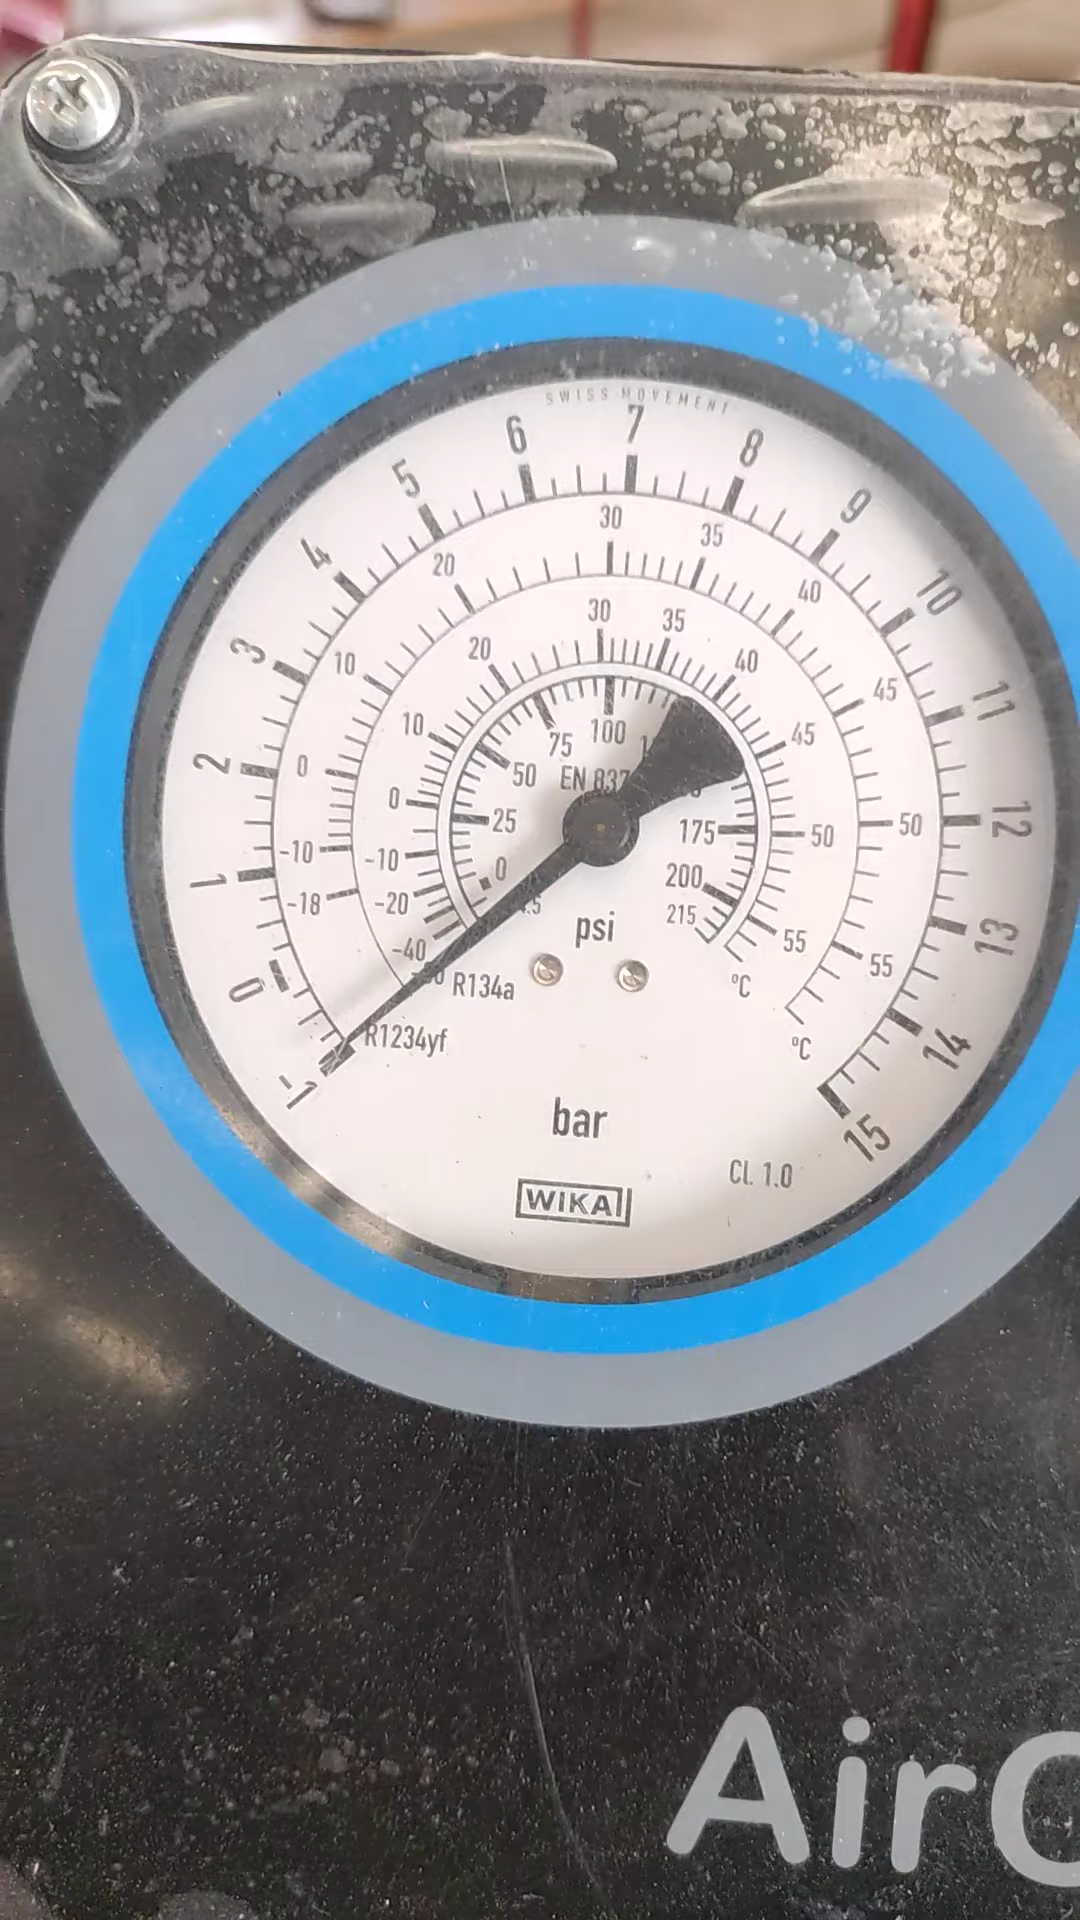 SWISS MOVEMENT
-1 0 1 2 3 4 5 6 7 8 9 10 11 12 13 14 15
-18 -10 0 10 20 30 35 40 45 50 55 °C
-40 -20 -10 0 10 20 30 35 40 45 50 55 °C
0 25 50 75 100 175 200 215
EN 837
psi
R134a
R1234yf
bar
CL 1.0
WIKA
Air